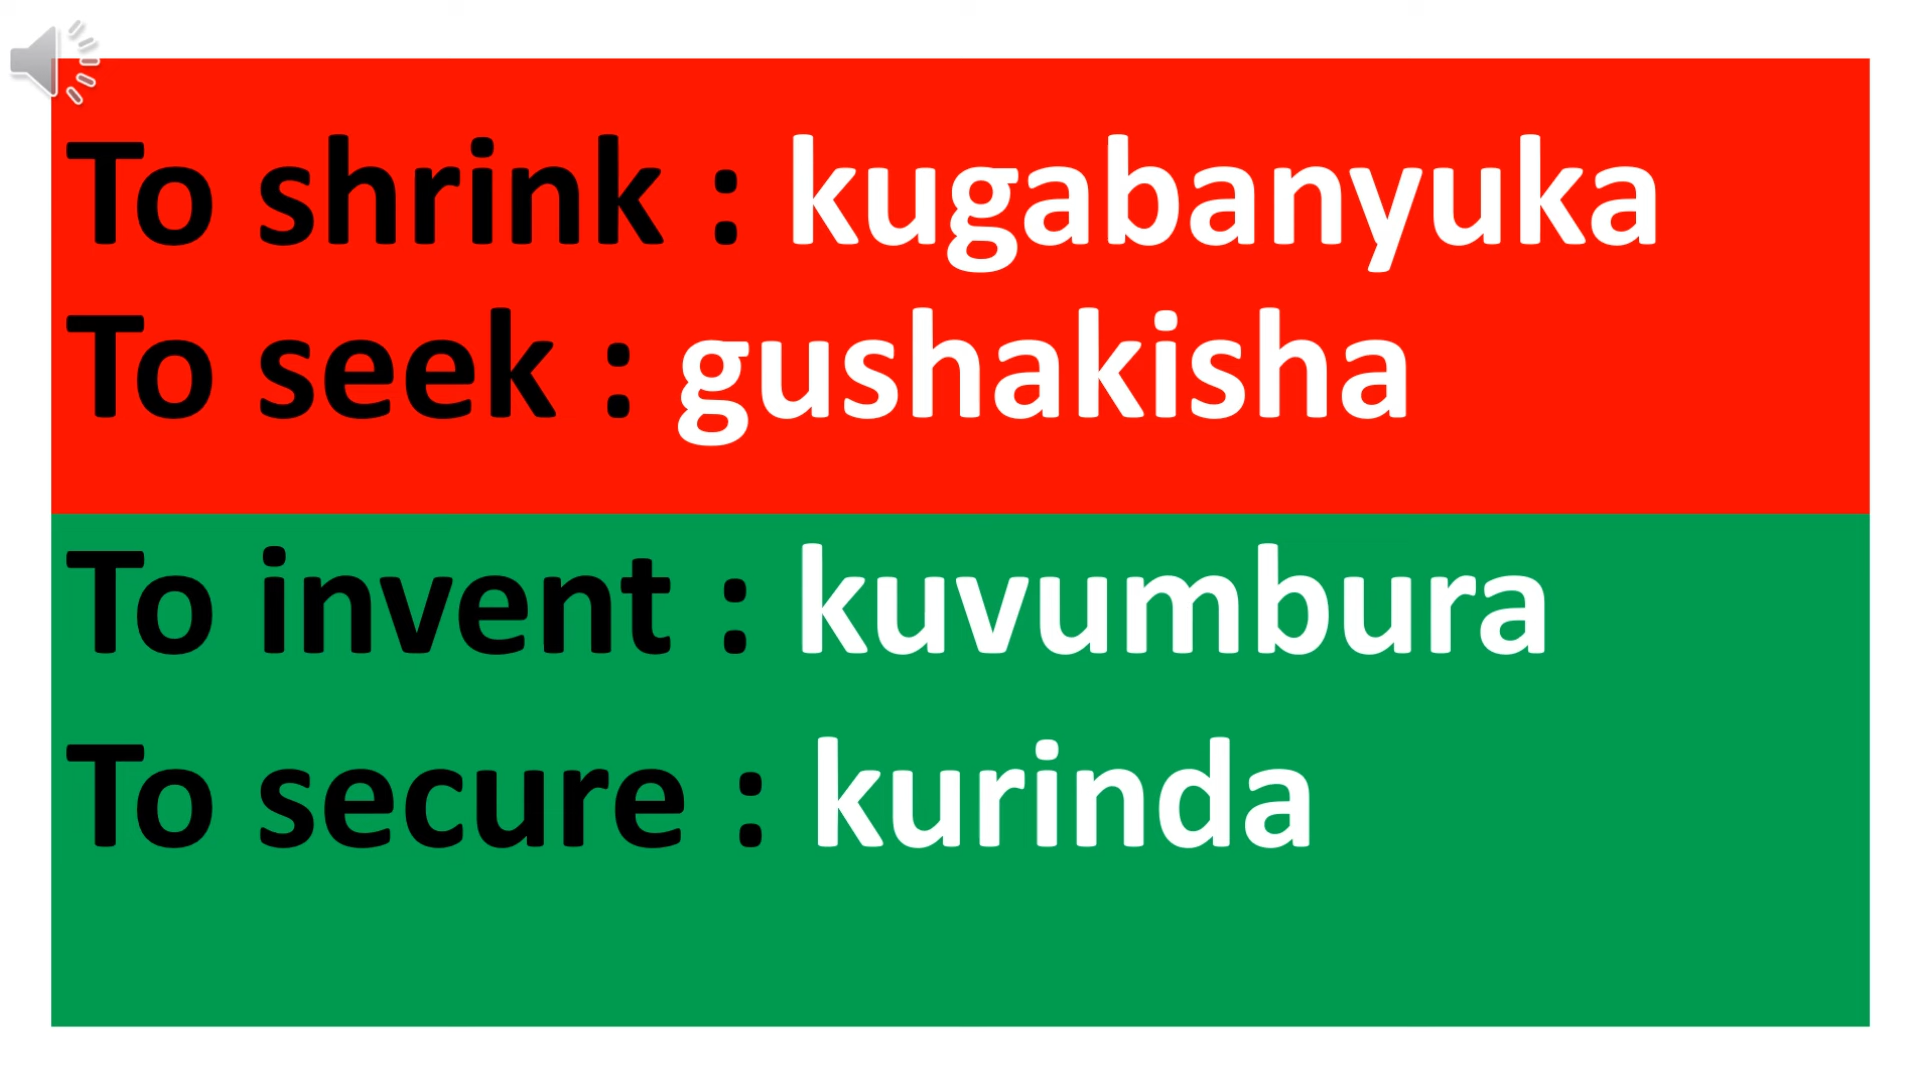 To shrink : kugabanyuka
To seek : gushakisha
To invent : kuvumbura
To secure : kurinda